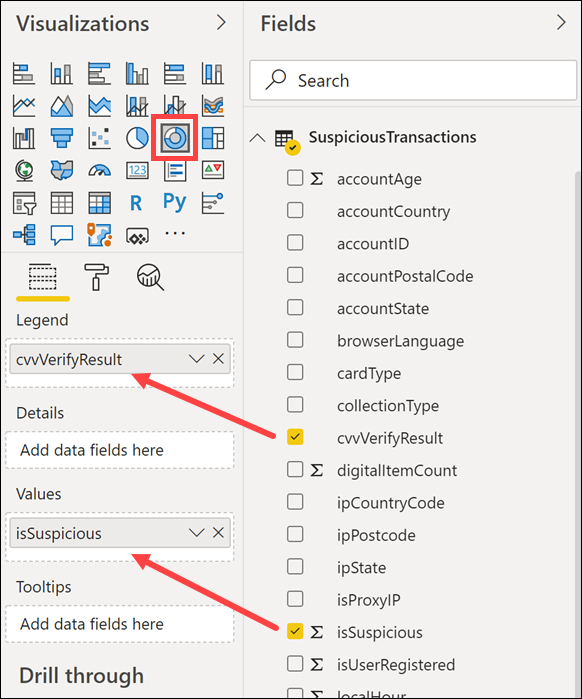 Visualizations
123
R
Py
...
Legend
cvvVerifyResult
Details
Add data fields here
Values
isSuspicious
Tooltips
Add data fields here
Drill through
Fields
Search
SuspiciousTransactions
Σ accountAge
accountCountry
accountID
accountPostalCode
accountState
browserLanguage
cardType
collectionType
cvvVerifyResult
Σ digitalItemCount
ipCountryCode
ipPostcode
ipState
isProxyIP
Σ isSuspicious
Σ isUserRegistered
Σ localHour